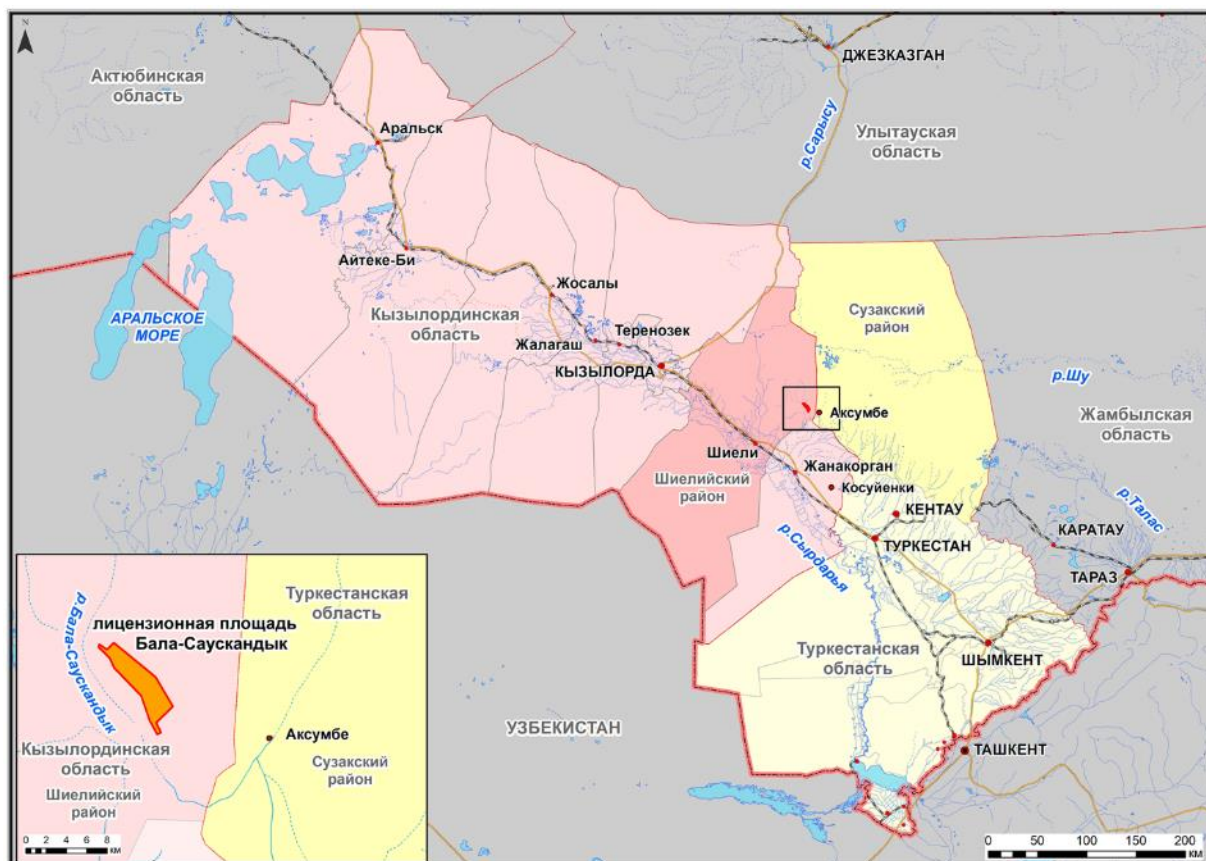 N
ДЖЕЗКАЗГАН
Актюбинская
область
Улытауская
область
р.Сарысу
Аральск
Айтеке-Би
Жосалы
Сузакский
район
АРАЛЬСКОЕ
МОРЕ
Кызылординская
область
Теренозек
Жалагаш
КЫЗЫЛОРДА
р.Шу
Аксумбе
Жамбылская
область
Шиели
Жанакорган
Шиелийский
район
Косуйенки
КЕНТАУ
р.Талас
КАРАТАУ
ТУРКЕСТАН
р.Сырдарья
ТАРАЗ
Туркестанская
область
ШЫМКЕНТ
УЗБЕКИСТАН
ТАШКЕНТ
Туркестанская
область
лицензионная площадь
Бала-Саускандык
р.Бала-Саускандык
Аксумбе
Кызылординская
область
Сузакский
район
Шиелийский
район
0 2 4 6 8
км
0 50 100 150 200
км